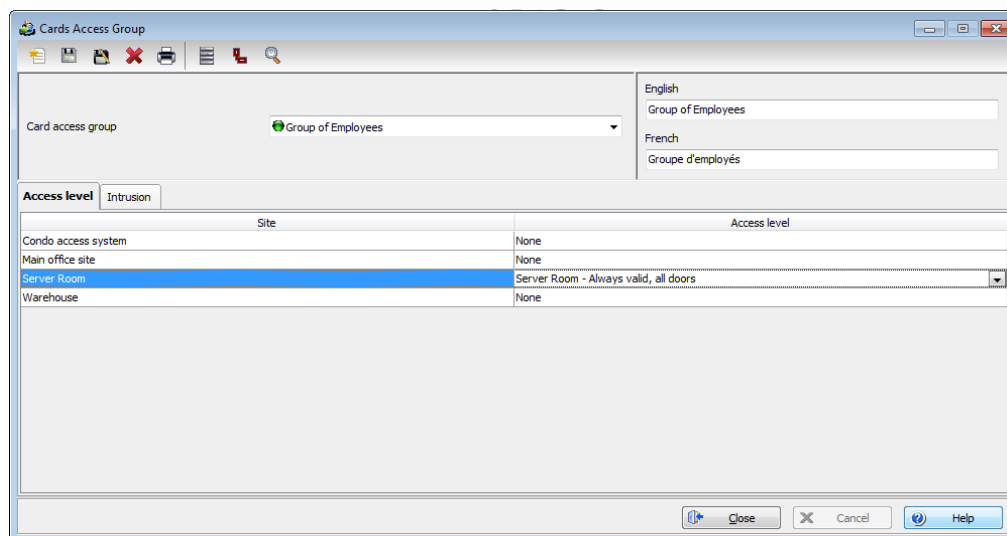 Cards Access Group
English
Group of Employees
Card access group
Group of Employees
French
Groupe d'employés
Access level
Intrusion
Site
Access level
Condo access system
None
Main office site
None
Server Room
Server Room - Always valid, all doors
Warehouse
None
Close
Cancel
Help